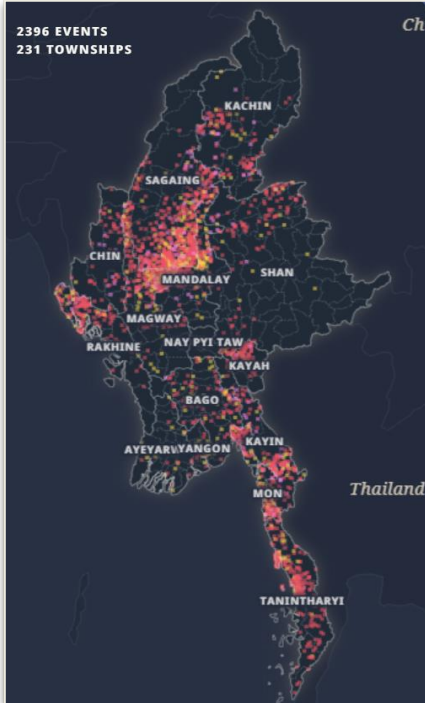 2396 EVENTS
231 TOWNSHIPS
Ch
KACHIN
SAGAING
CHIN
SHAN
MANDALAY
MAGWAY
NAY PYI TAW
RAKHINE
KAYAH
BAGO
KAYIN
AYEYARW
YANGON
Thailand
MON
TANINTHARYI